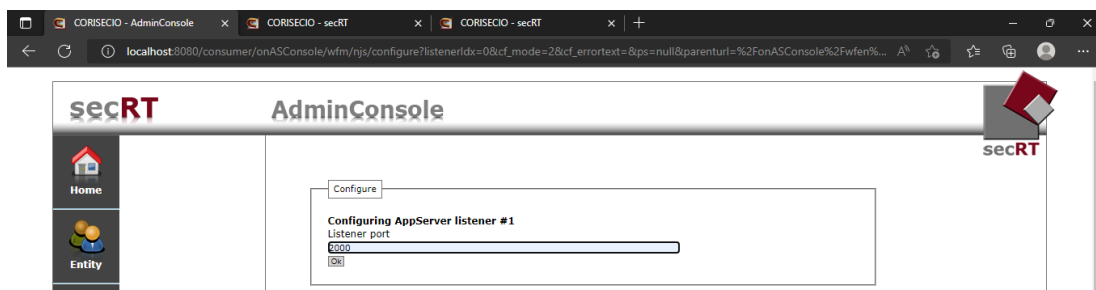 CORISECIO - AdminConsole
CORISECIO - secRT
CORISECIO - secRT
localhost:8080/consumer/onASConsole/wfm/njs/configure?listenerIdx=0&cf_mode=2&cf_errortext=&ps=null&parenturl=%2FonASConsole%2Fwfen%...
secRT
AdminConsole
secRT
Home
Configure
Configuring AppServer listener #1
Listener port
2000
Ok
Entity